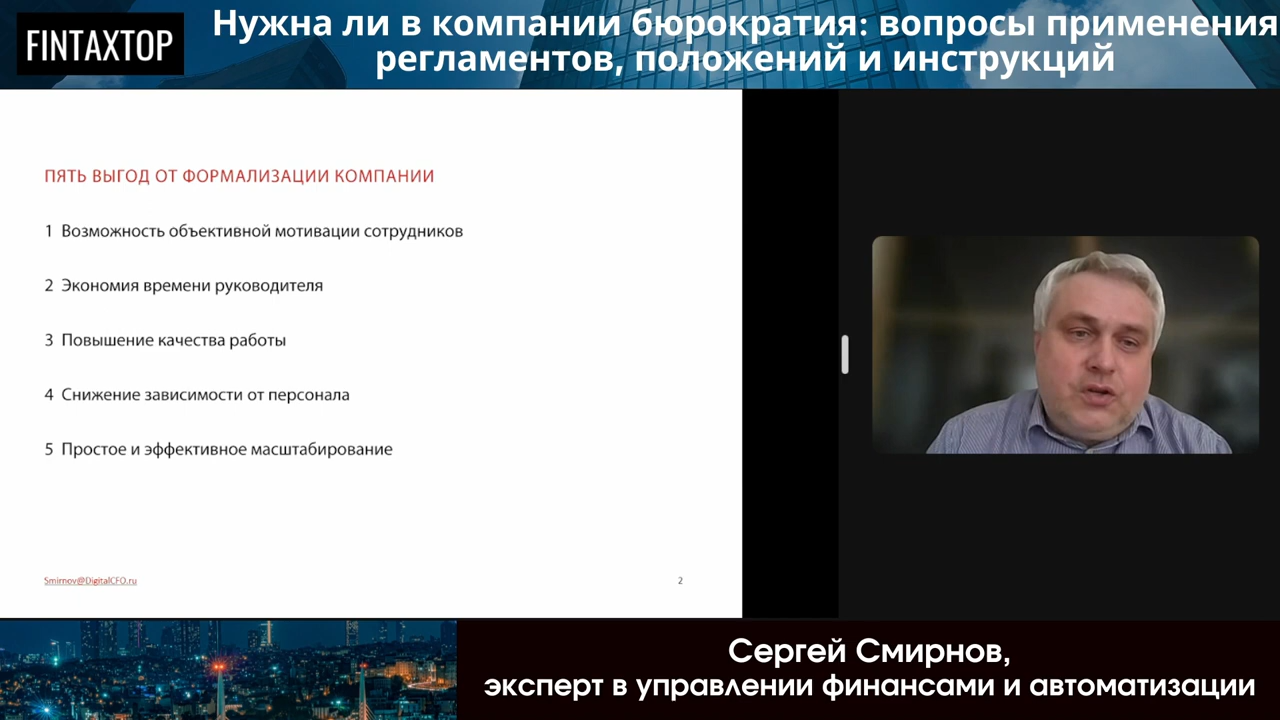 FINTAXTOP
Нужна ли в компании бюрократия: вопросы применения
регламентов, положений и инструкций
ПЯТЬ ВЫГОД ОТ ФОРМАЛИЗАЦИИ КОМПАНИИ
1 Возможность объективной мотивации сотрудников
2 Экономия времени руководителя
3 Повышение качества работы
4 Снижение зависимости от персонала
5 Простое и эффективное масштабирование
Smirnov@DigitalCFO.ru
2
Сергей Смирнов,
эксперт в управлении финансами и автоматизации